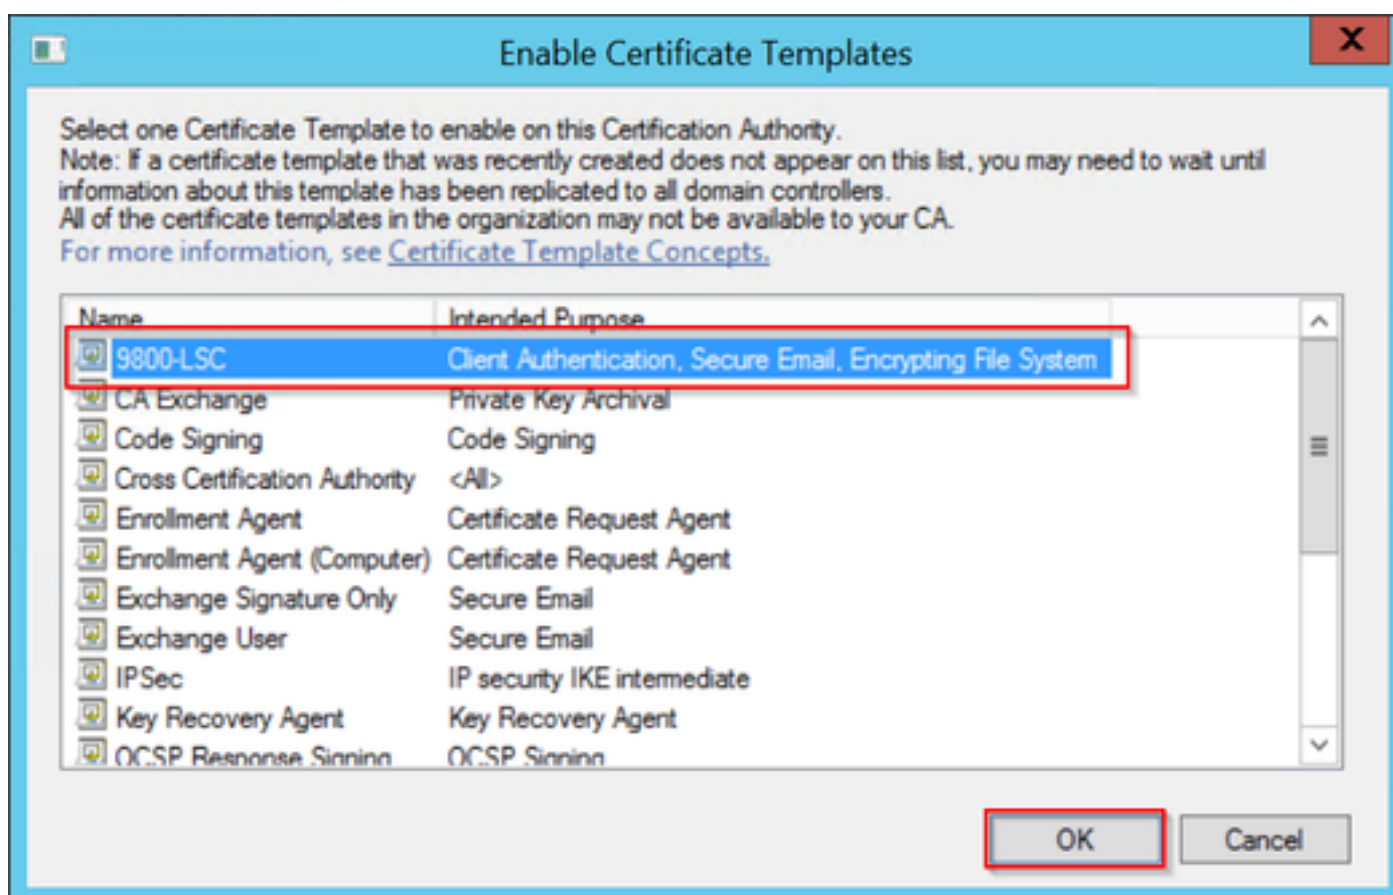 Enable Certificate Templates
X
Select one Certificate Template to enable on this Certification Authority.
Note: If a certificate template that was recently created does not appear on this list, you may need to wait until
information about this template has been replicated to all domain controllers.
All of the certificate templates in the organization may not be available to your CA.
For more information, see Certificate Template Concepts.
Name Intended Purpose
9800-LSC Client Authentication, Secure Email, Encrypting File System
CA Exchange Private Key Archival
Code Signing Code Signing
Cross Certification Authority <All>
Enrollment Agent Certificate Request Agent
Enrollment Agent (Computer) Certificate Request Agent
Exchange Signature Only Secure Email
Exchange User Secure Email
IPSec IP security IKE intermediate
Key Recovery Agent Key Recovery Agent
OCSP Response Signing OCSP Signing
OK Cancel